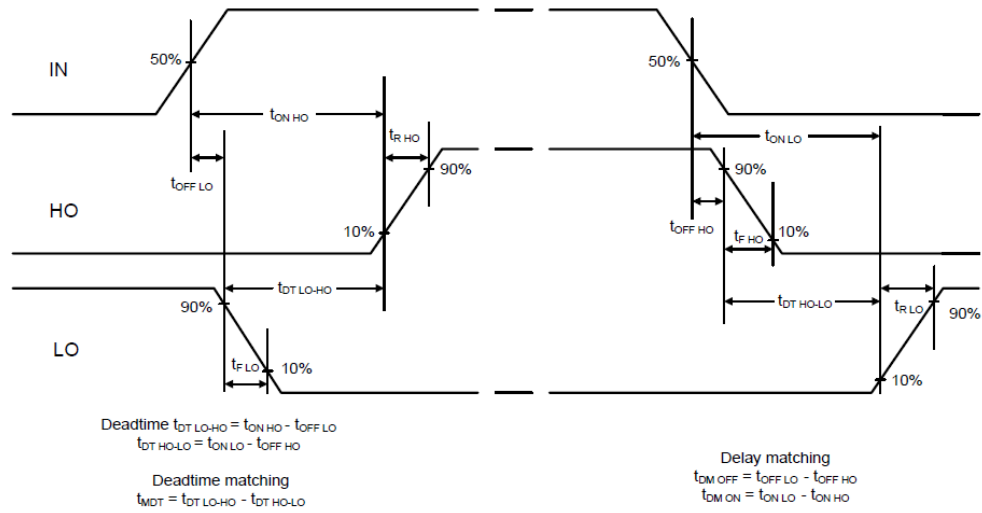 50%
50%
IN
tON HO
tR HO
tON LO
tOFF LO
90%
90%
HO
tOFF HO
10%
tF HO
10%
tDT LO-HO
tDT HO-LO
tR LO
90%
90%
LO
tF LO
10%
10%
Deadtime tDT LO-HO = tON HO - tOFF LO
tDT HO-LO = tON LO - tOFF HO
Deadtime matching
tMDT = tDT LO-HO - tDT HO-LO
Delay matching
tDM OFF = tOFF LO - tOFF HO
tDM ON = tON LO - tON HO